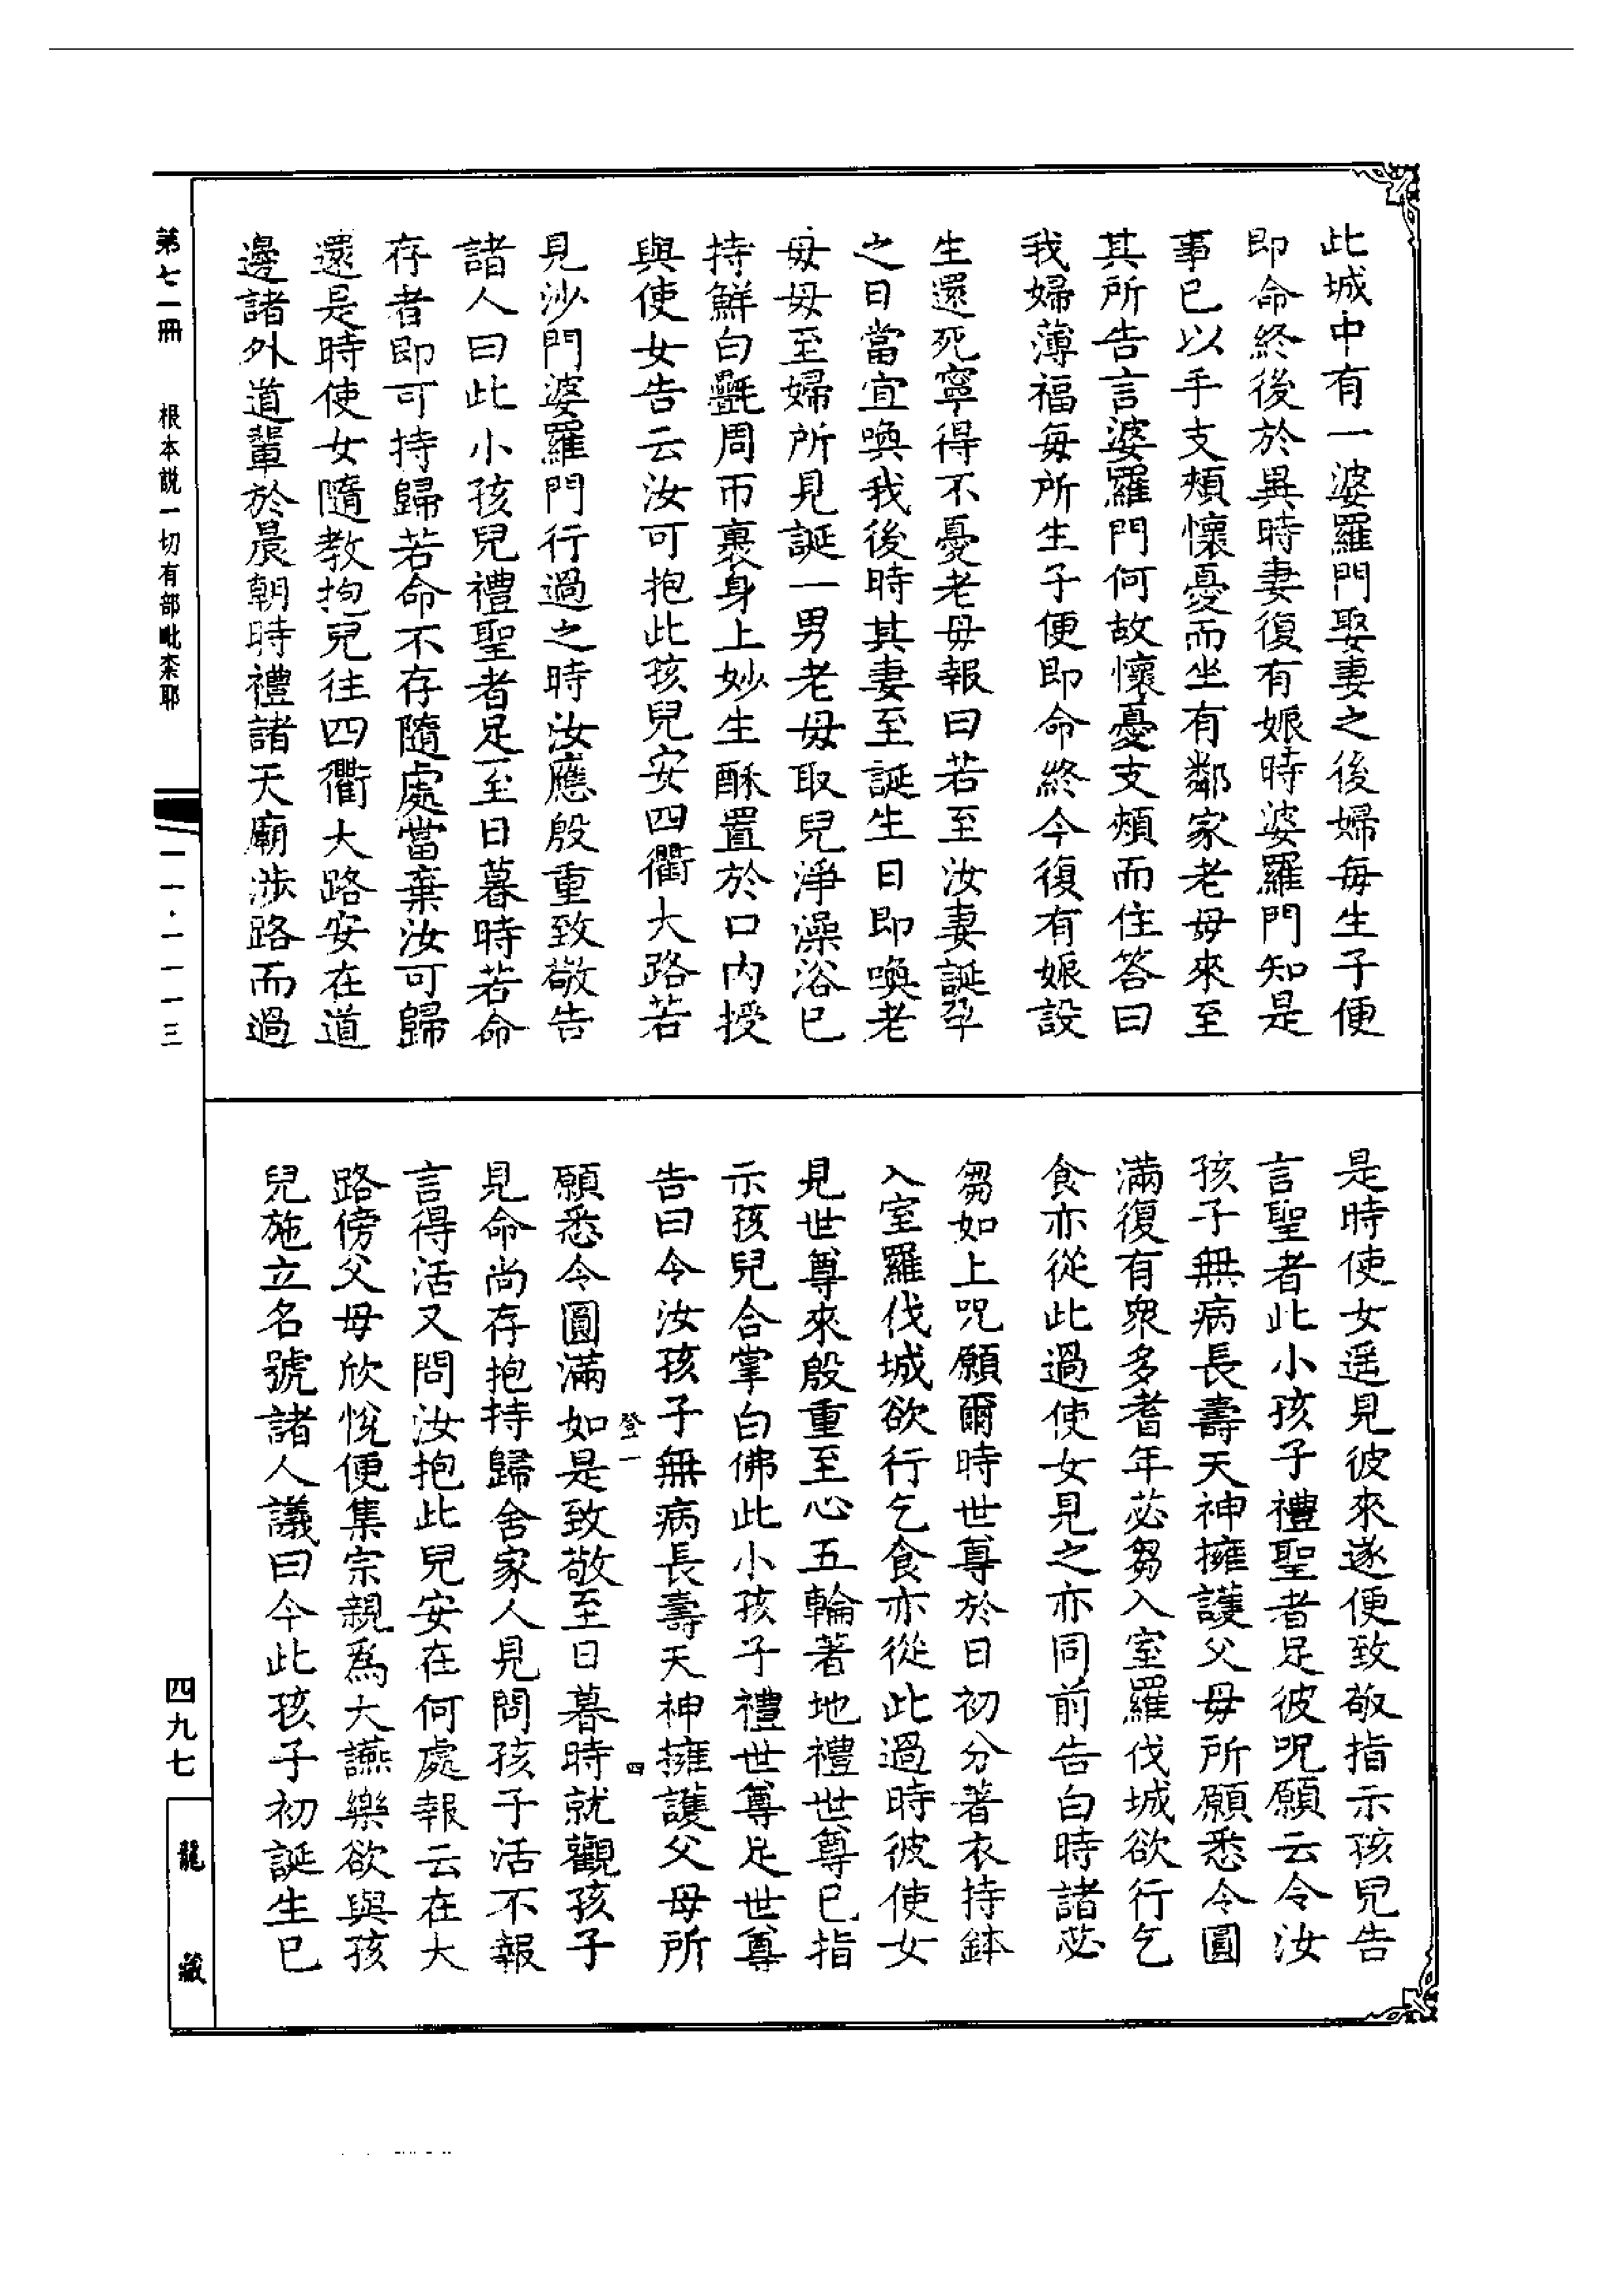 此城中有一婆羅門娶妻之後婦每生子便
即命終後於異時妻復有娠時婆羅門知是
事已以手支頰懷憂而坐有鄰家老母來至
其所告言婆羅門何故懷憂支頰而住答曰
我婦薄福每所生子便即命終今復有娠設
生還死寧得不憂老母報曰若至汝妻誕孕
之日當宜喚我後時其妻至誕生日即喚老
母母至婦所見誕一男老母取兒淨澡浴已
持鮮白㲲周帀裹身上妙生酥置於口內授
與使女告云汝可抱此孩兒安四衢大路若
見沙門婆羅門行過之時汝應殷重致敬告
諸人曰此小孩兒禮聖者足至日暮時若命
存者即可持歸若命不存隨處當棄汝可歸
還是時使女隨教抱兒往四衢大路安在道
邊諸外道輩於晨朝時禮諸天廟涉路而過
是時使女遥見彼來遂便致敬指示孩兒告
言聖者此小孩子禮聖者足彼呪願云令汝
孩子無病長壽天神擁護父母所願悉令圓
滿復有衆多耆年苾芻入室羅伐城欲行乞
食亦從此過使女見之亦同前告白時諸苾
芻如上呪願爾時世尊於日初分著衣持鉢
入室羅伐城欲行乞食亦從此過時彼使女
見世尊來殷重至心五輪著地禮世尊已指
示孩兒合掌白佛此小孩子禮世尊足世尊
告曰令汝孩子無病長壽天神擁護父母所
登一 四
願悉令圓滿如是致敬至日暮時就觀孩子
見命尚存抱持歸舍家人見問孩子活不報
言得活又問汝抱此兒安在何處報云在大
路傍父母欣悅便集宗親爲大讌樂欲與孩
兒施立名號諸人議曰今此孩子初誕生已
第七一冊 根本説一切有部毗柰耶
一一·一一一三
四九七
龍藏